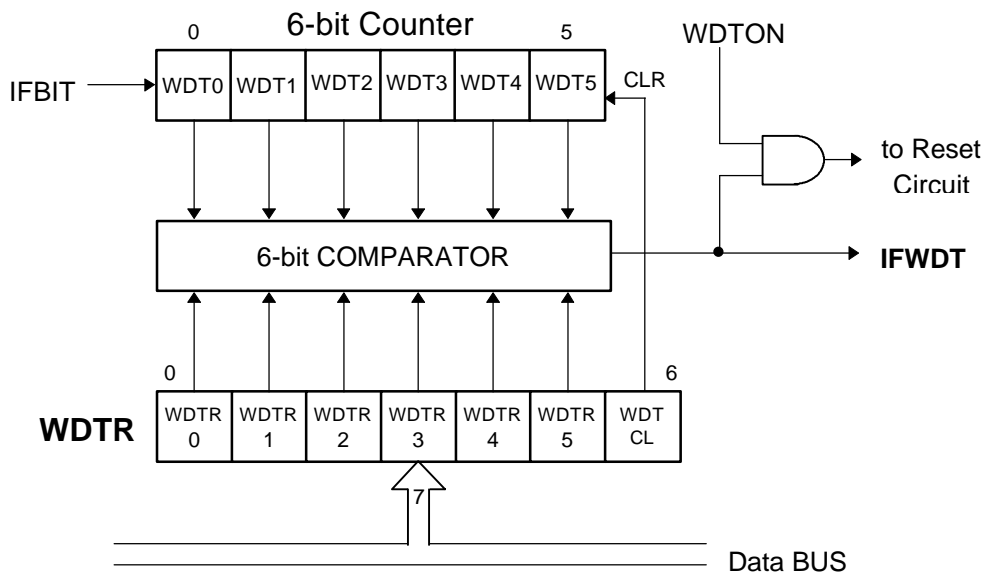 6-bit Counter
0 5
WDTON
IFBIT
WDT0 WDT1 WDT2 WDT3 WDT4 WDT5
CLR
to Reset
Circuit
6-bit COMPARATOR
IFWDT
0 6
WDTR
WDTR 0
WDTR 1
WDTR 2
WDTR 3
WDTR 4
WDTR 5
WDT CL
7
Data BUS